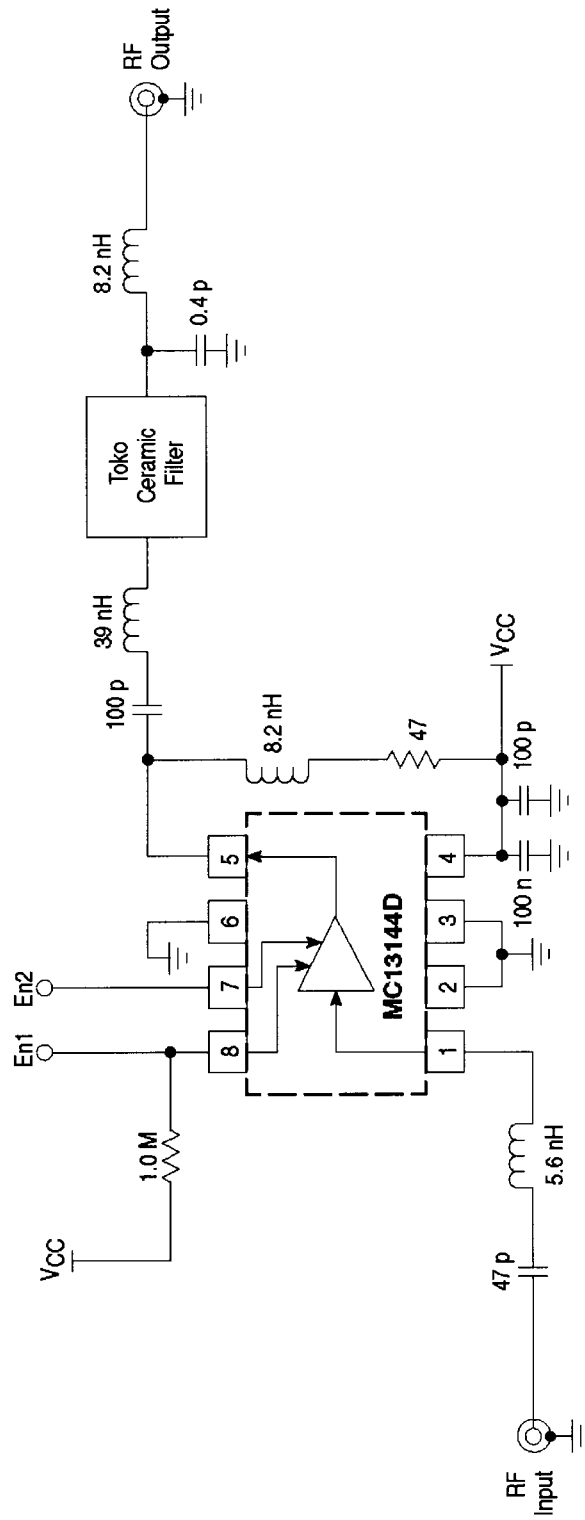 En1
En2
VCC
1.0 M
8
7
6
5
MC13144D
1
2
3
4
RF
Input
47 p
5.6 nH
100 n
100 p
VCC
47
8.2 nH
100 p
39 nH
Toko
Ceramic
Filter
0.4 p
8.2 nH
RF
Output